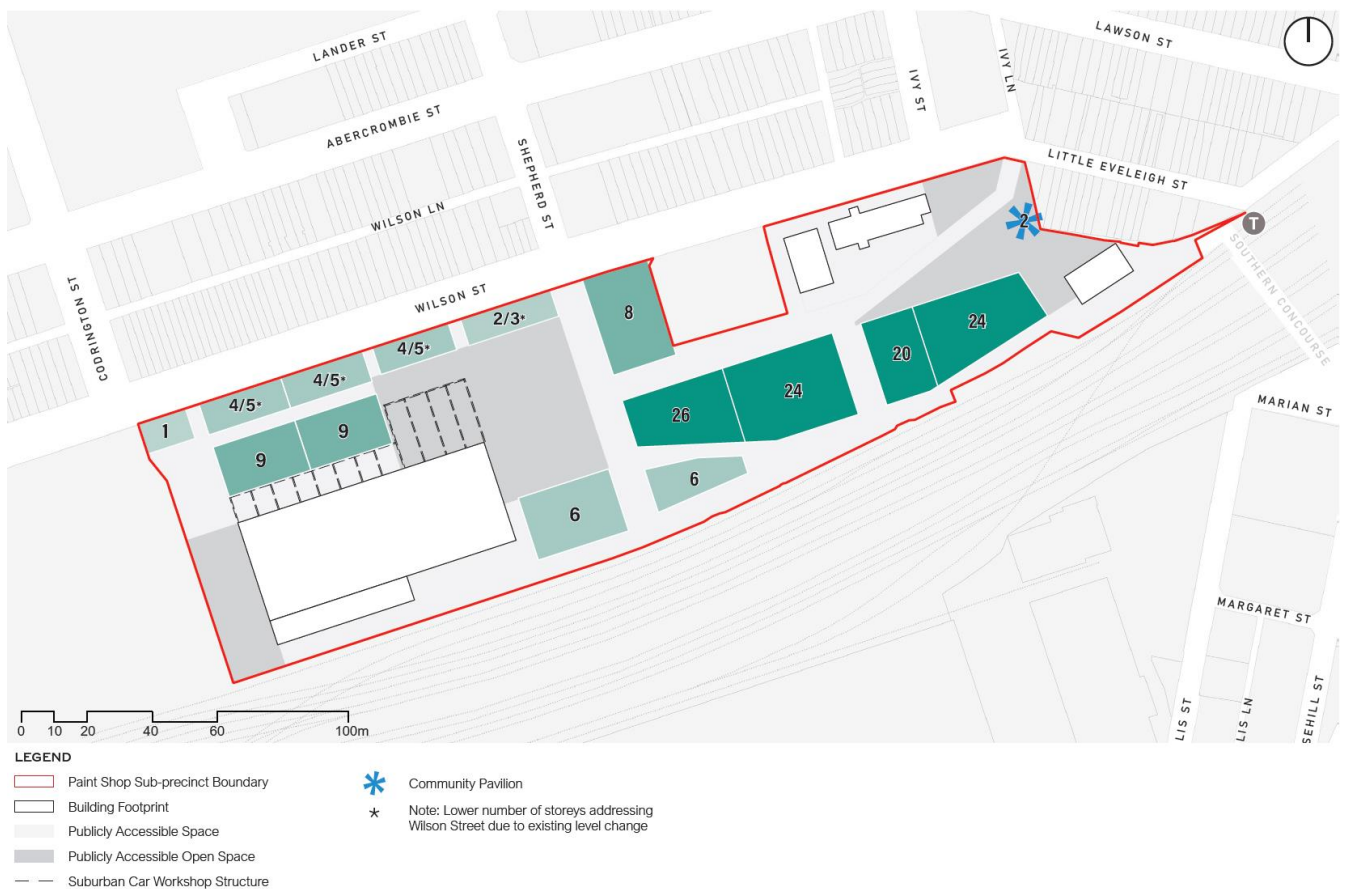 LANDER ST
LAWSON ST
IVY LN
IVY ST
ABERCROMBIE ST
SHEPHERD ST
LITTLE EVELEIGH ST
WILSON LN
2
T
SOUTHERN CONCOURSE
CODRINGTON ST
WILSON ST
8
2/3*
4/5*
4/5*
4/5*
1
24
20
24
26
9
9
6
6
MARIAN ST
MARGARET ST
LIS ST
LIS LN
SEHILL ST
0 10 20 40 60 100m
LEGEND
Paint Shop Sub-precinct Boundary
Building Footprint
Publicly Accessible Space
Publicly Accessible Open Space
Suburban Car Workshop Structure
Community Pavilion
* Note: Lower number of storeys addressing
Wilson Street due to existing level change